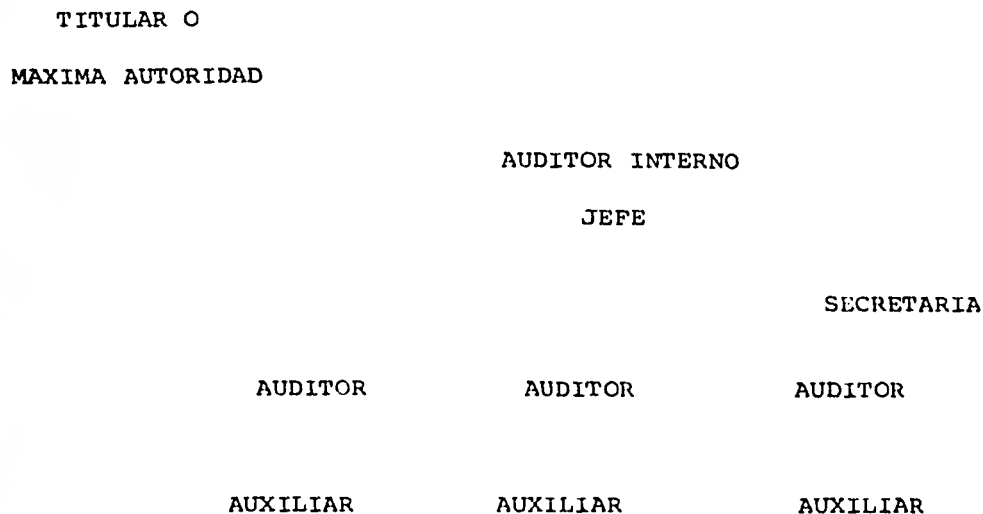 TITULAR O
MAXIMA AUTORIDAD
AUDITOR INTERNO
JEFE
SECRETARIA
AUDITOR AUDITOR AUDITOR
AUXILIAR AUXILIAR AUXILIAR